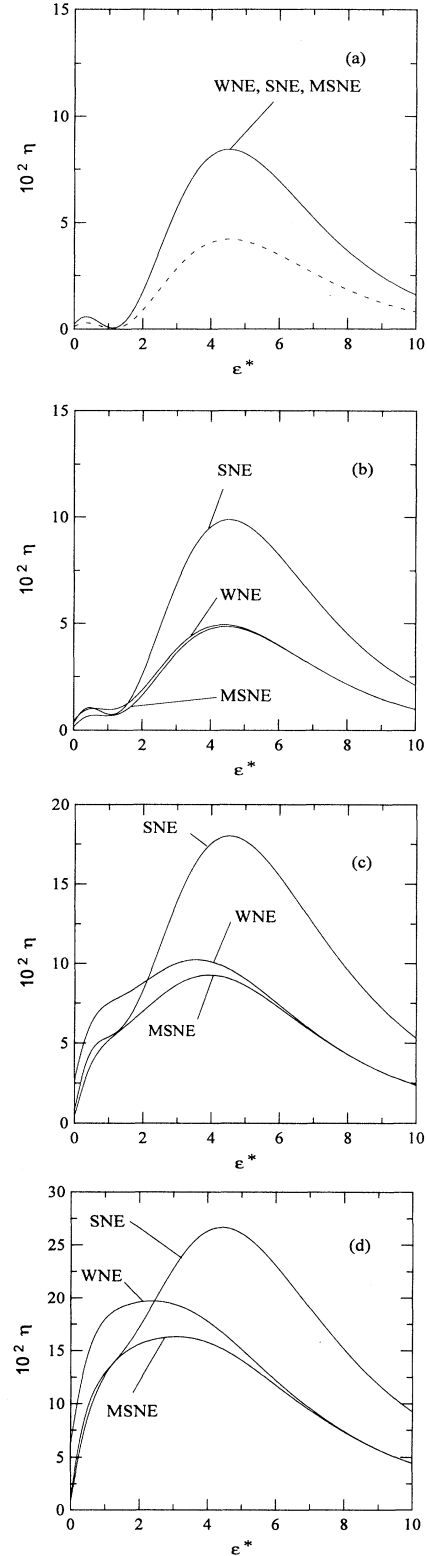 15
(a)
WNE, SNE, MSNE
10
10² η
5
0
0 2 4 6 8 10
ε*
15
(b)
SNE
10
10² η
WNE
5
MSNE
0
0 2 4 6 8 10
ε*
20
SNE
(c)
15
WNE
10² η
10
MSNE
5
0
0 2 4 6 8 10
ε*
30
SNE
(d)
25
WNE
20
10² η
15
MSNE
10
5
0
0 2 4 6 8 10
ε*